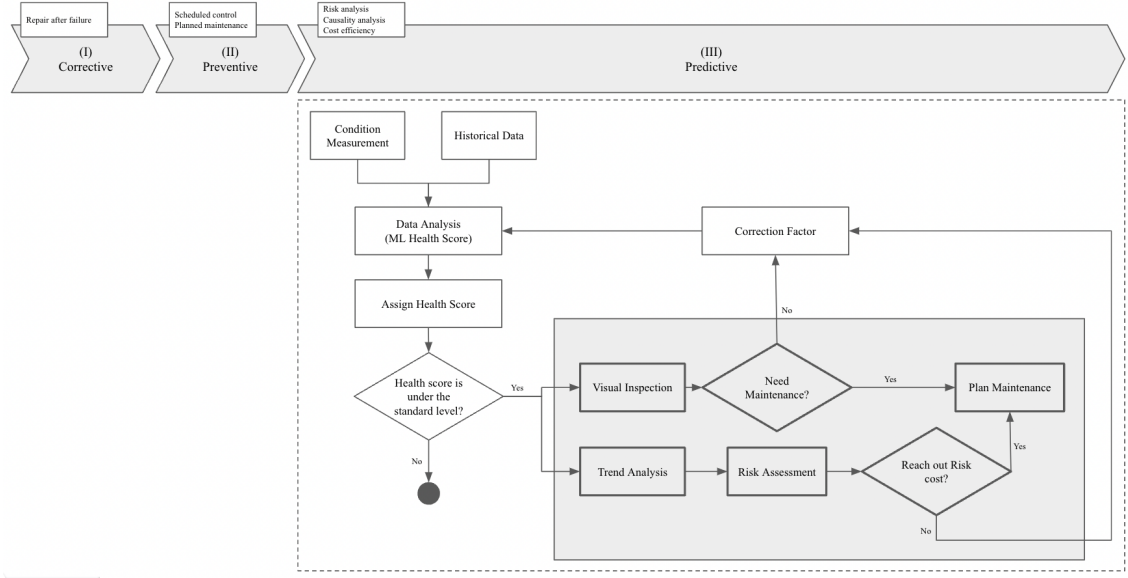 Repair after failure
Scheduled control
Planned maintenance
Risk analysis
Causality analysis
Cost efficiency
(I)
Corrective
(II)
Preventive
(III)
Predictive
Condition
Measurement
Historical Data
Data Analysis
(ML Health Score)
Correction Factor
Assign Health Score
No
Health score is
under the
standard level?
Yes
Visual Inspection
Need
Maintenance?
Yes
Plan Maintenance
No
Trend Analysis
Risk Assessment
Reach out Risk
cost?
Yes
No